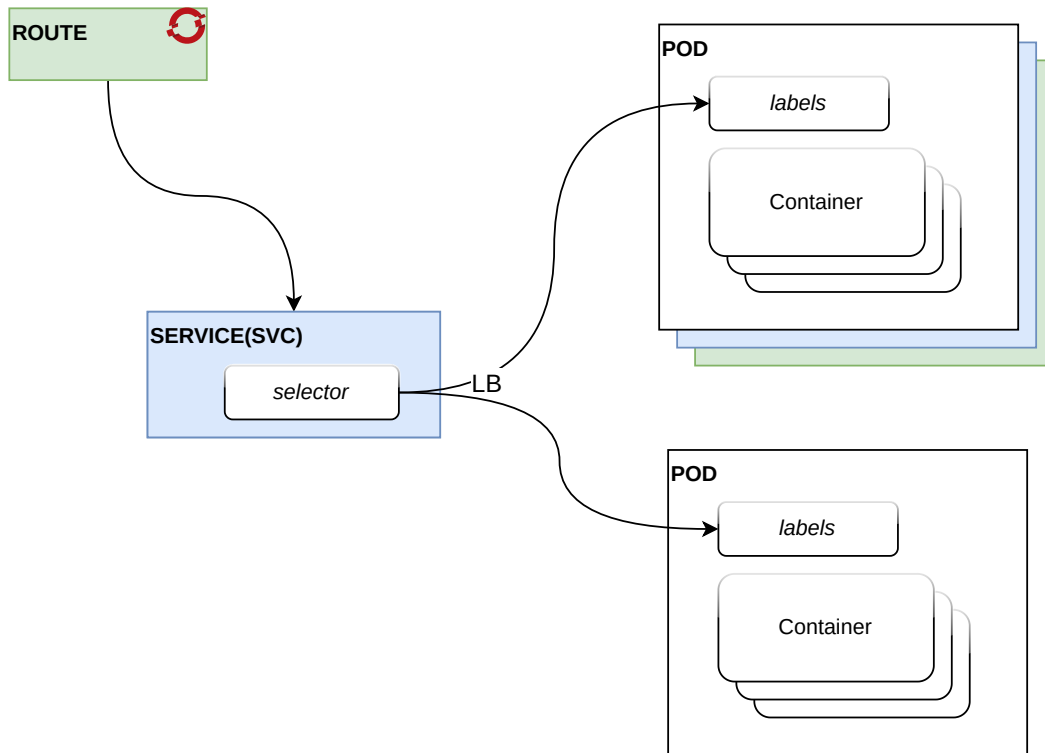 ROUTE
POD
labels
Container
SERVICE(SVC)
selector
LB
POD
labels
Container